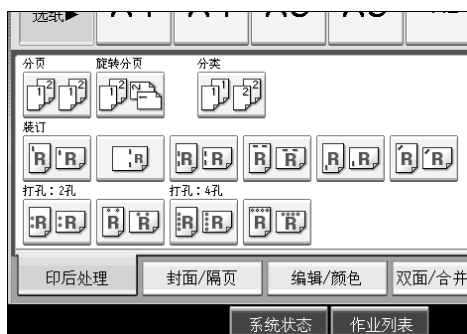 选纸▶
分页 旋转分页 分类
装订
打孔：2孔 打孔：4孔
印后处理 封面/隔页 编辑/颜色 双面/合并
系统状态 作业列表